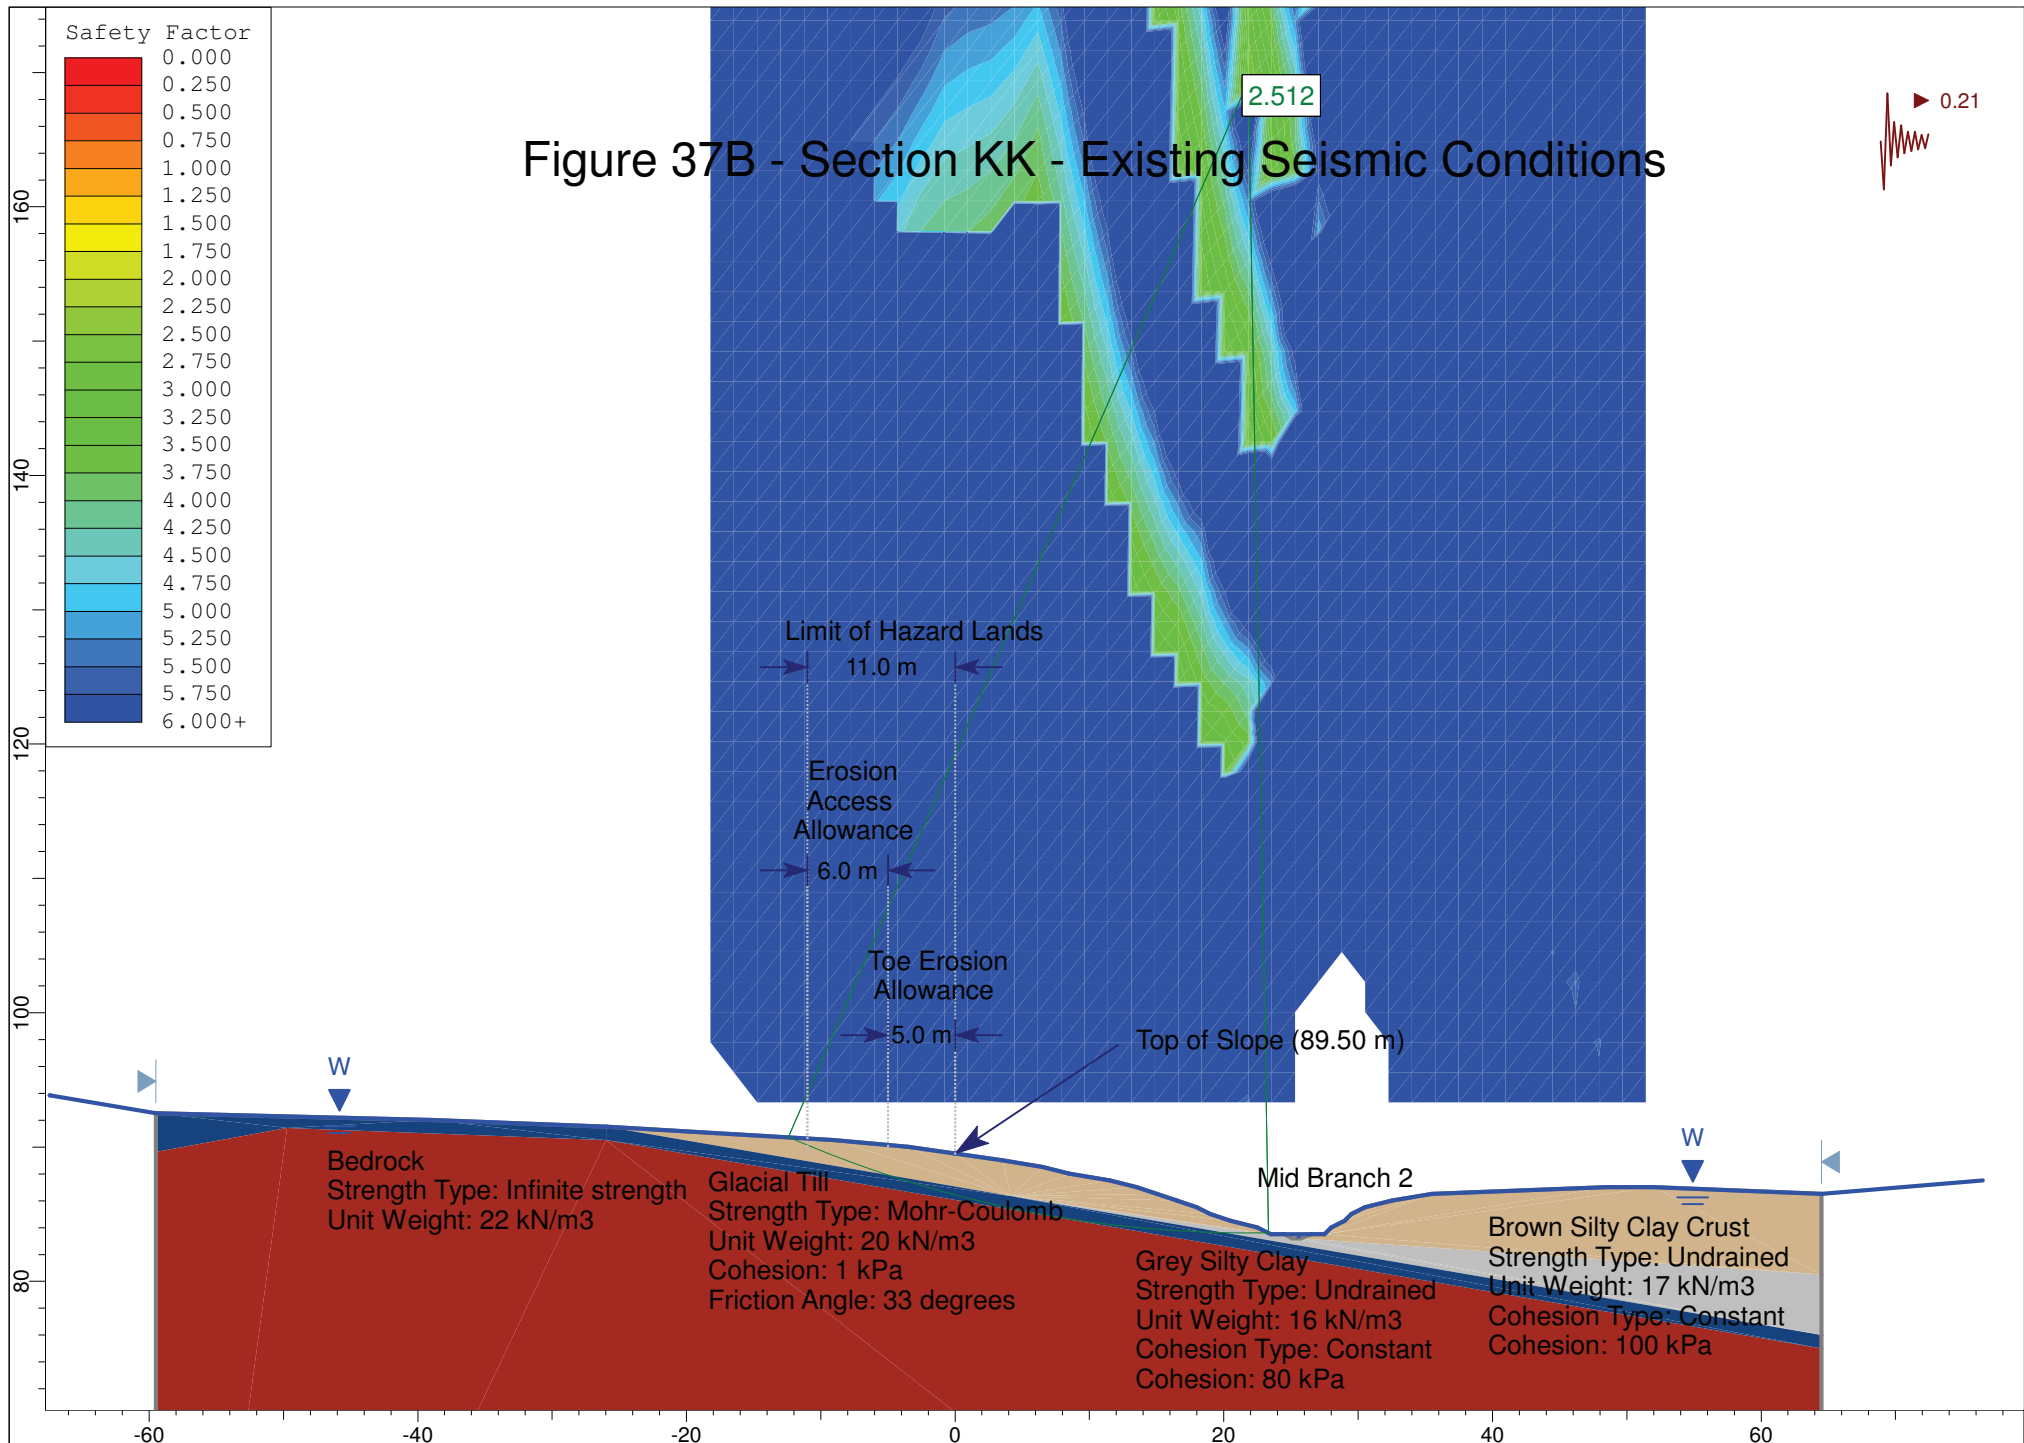 Safety Factor
0.000
0.250
0.500
0.750
1.000
1.250
1.500
1.750
2.000
2.250
2.500
2.750
3.000
3.250
3.500
3.750
4.000
4.250
4.500
4.750
5.000
5.250
5.500
5.750
6.000+
2.512
0.21
Figure 37B - Section KK - Existing Seismic Conditions
160
140
120
100
80
Limit of Hazard Lands
11.0 m
Erosion
Access
Allowance
6.0 m
Toe Erosion
Allowance
5.0 m
Top of Slope (89.50 m)
W
W
Mid Branch 2
Bedrock
Strength Type: Infinite strength
Unit Weight: 22 kN/m3
Glacial Till
Strength Type: Mohr-Coulomb
Unit Weight: 20 kN/m3
Cohesion: 1 kPa
Friction Angle: 33 degrees
Grey Silty Clay
Strength Type: Undrained
Unit Weight: 16 kN/m3
Cohesion Type: Constant
Cohesion: 80 kPa
Brown Silty Clay Crust
Strength Type: Undrained
Unit Weight: 17 kN/m3
Cohesion Type: Constant
Cohesion: 100 kPa
-60
-40
-20
0
20
40
60